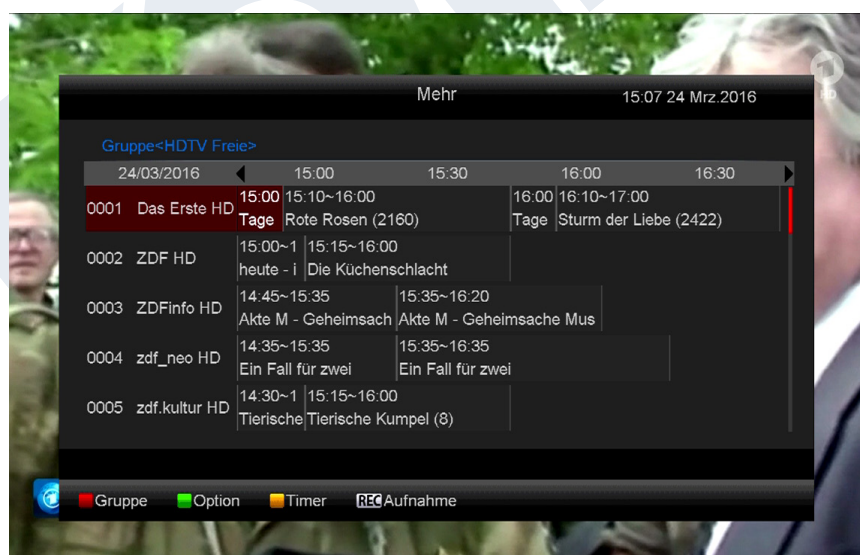 Mehr
15:07 24 Mrz.2016
HD
Gruppe<HDTV Freie>
24/03/2016 15:00 15:30 16:00 16:30
0001 Das Erste HD
15:00 15:10~16:00 16:00 16:10~17:00
Tage Rote Rosen (2160) Tage Sturm der Liebe (2422)
0002 ZDF HD
15:00~1 15:15~16:00
heute - i Die Küchenschlacht
0003 ZDFinfo HD
14:45~15:35 15:35~16:20
Akte M - Geheimsach Akte M - Geheimsache Mus
0004 zdf_neo HD
14:35~15:35 15:35~16:35
Ein Fall für zwei Ein Fall für zwei
0005 zdf.kultur HD
14:30~1 15:15~16:00
Tierische Tierische Kumpel (8)
Gruppe Option Timer REC Aufnahme